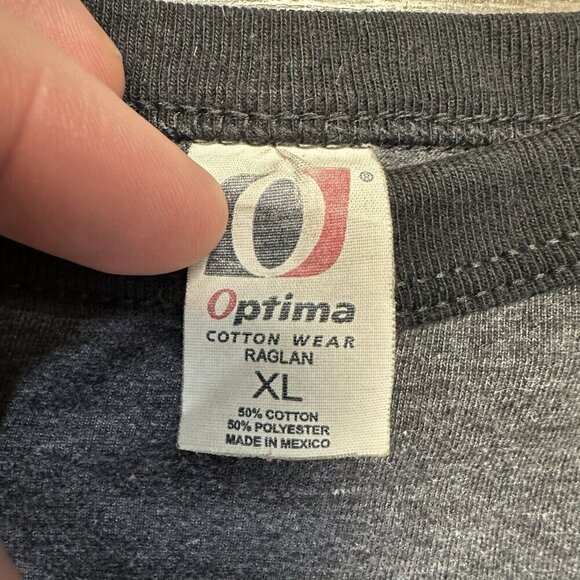 ®
Optima
COTTON WEAR
RAGLAN
XL
50% COTTON
50% POLYESTER
MADE IN MEXICO